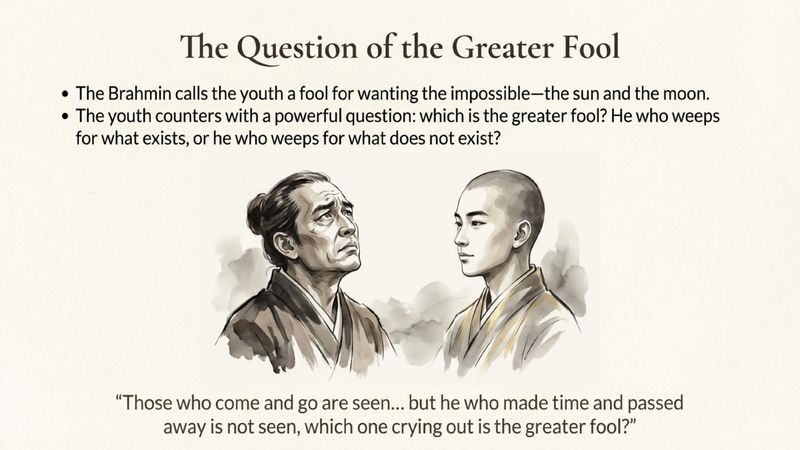 The Question of the Greater Fool
• The Brahmin calls the youth a fool for wanting the impossible—the sun and the moon.
• The youth counters with a powerful question: which is the greater fool? He who weeps
for what exists, or he who weeps for what does not exist?
“Those who come and go are seen... but he who made time and passed
away is not seen, which one crying out is the greater fool?”